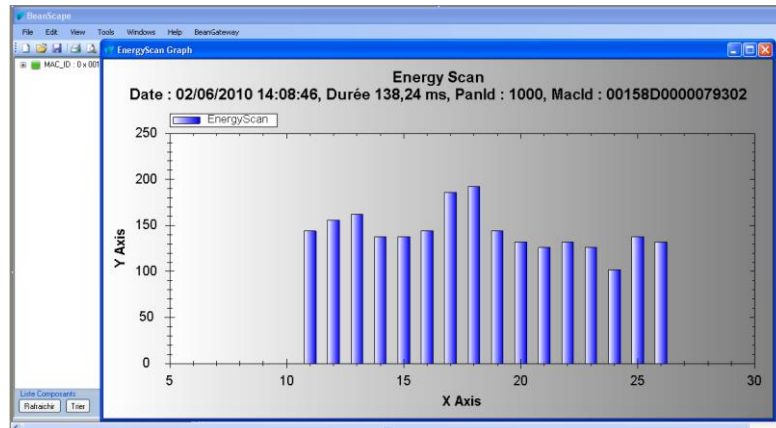 BeanScape
File Edit View Tools Windows Help BeanGateway
EnergyScan Graph
MAC_ID : 0 x 001
Energy Scan
Date : 02/06/2010 14:08:46, Durée 138,24 ms, PanId : 1000, MacId : 00158D0000079302
EnergyScan
250
200
150
100
50
0
Y Axis
5 10 15 20 25 30
X Axis
Liste Composants
Rafraichir Trier